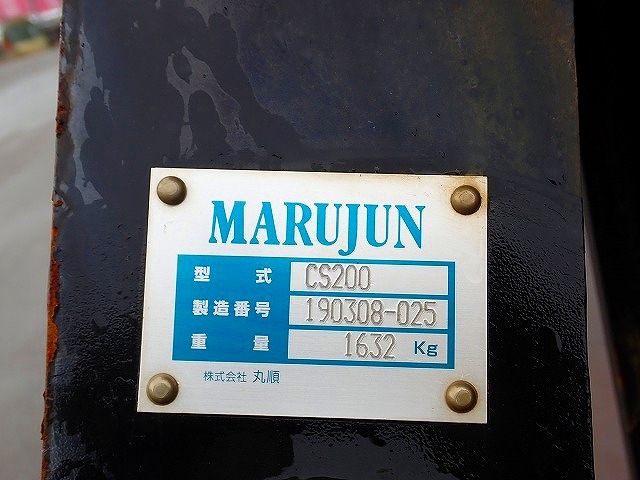 MARUJUN
型式 CS200
製造番号 190308-025
重量 1632 Kg
株式会社 丸順